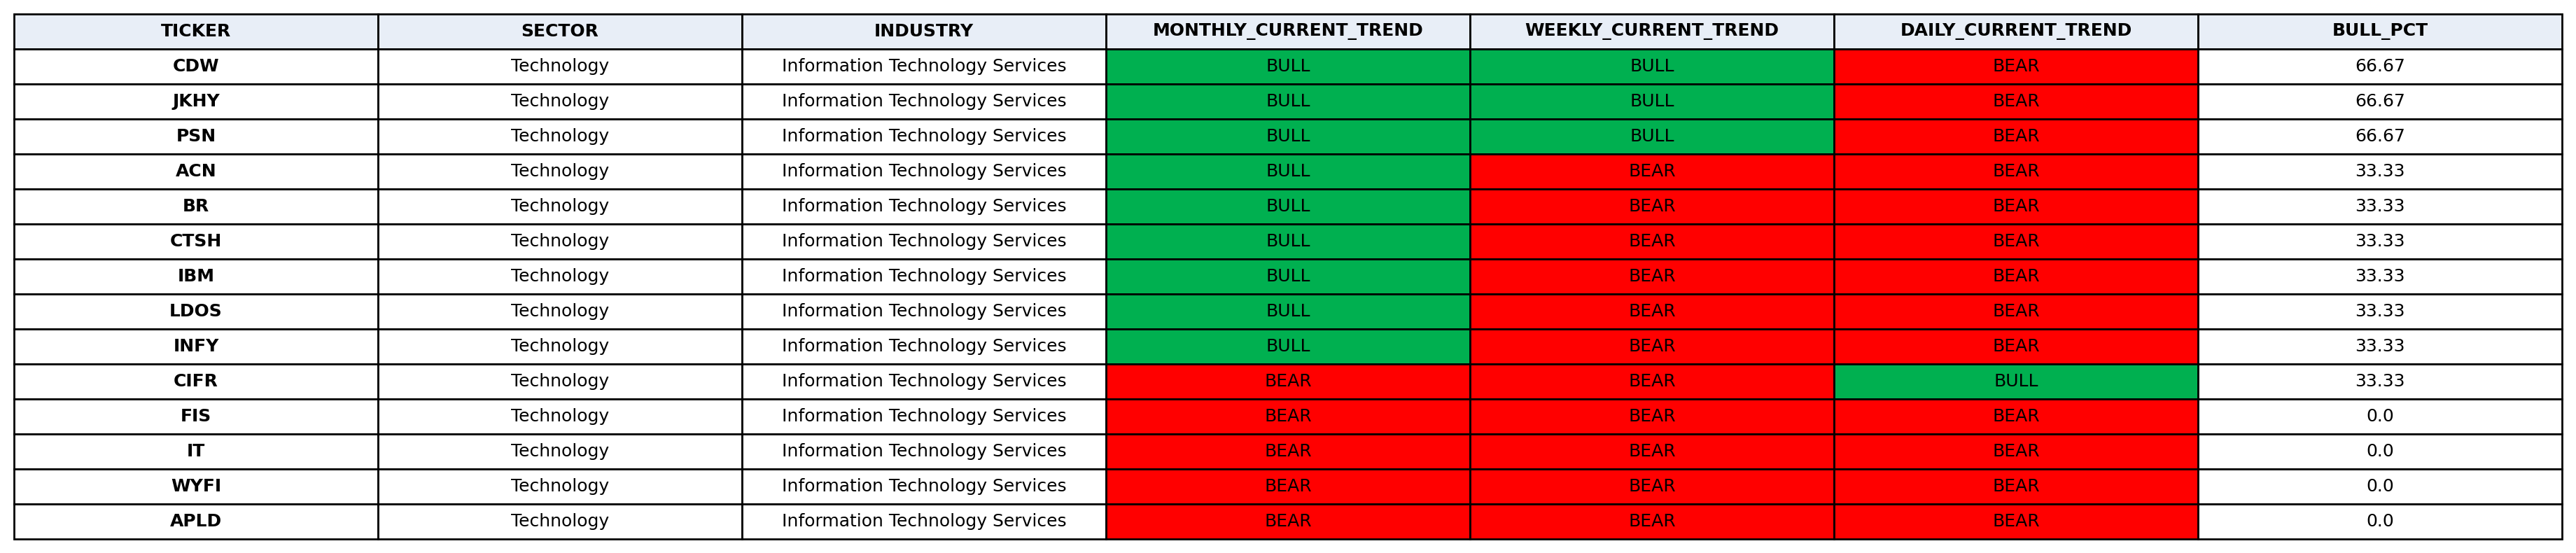 TICKER SECTOR INDUSTRY MONTHLY_CURRENT_TREND WEEKLY_CURRENT_TREND DAILY_CURRENT_TREND BULL_PCT
CDW Technology Information Technology Services BULL BULL BEAR 66.67
JKHY Technology Information Technology Services BULL BULL BEAR 66.67
PSN Technology Information Technology Services BULL BULL BEAR 66.67
ACN Technology Information Technology Services BULL BEAR BEAR 33.33
BR Technology Information Technology Services BULL BEAR BEAR 33.33
CTSH Technology Information Technology Services BULL BEAR BEAR 33.33
IBM Technology Information Technology Services BULL BEAR BEAR 33.33
LDOS Technology Information Technology Services BULL BEAR BEAR 33.33
INFY Technology Information Technology Services BULL BEAR BEAR 33.33
CIFR Technology Information Technology Services BEAR BEAR BULL 33.33
FIS Technology Information Technology Services BEAR BEAR BEAR 0.0
IT Technology Information Technology Services BEAR BEAR BEAR 0.0
WYFI Technology Information Technology Services BEAR BEAR BEAR 0.0
APLD Technology Information Technology Services BEAR BEAR BEAR 0.0